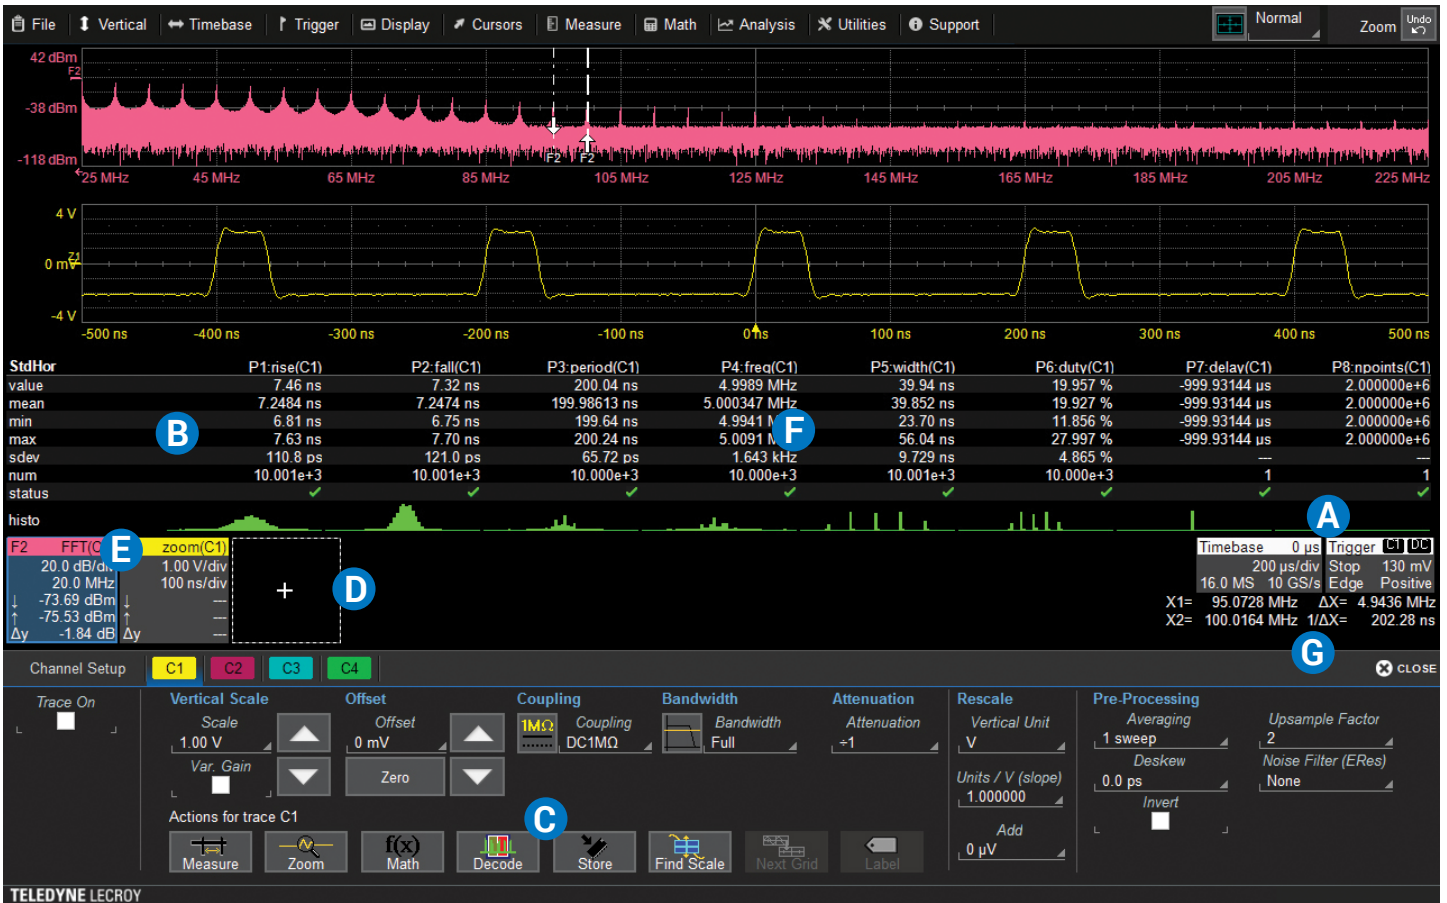 File Vertical Timebase Trigger Display Cursors Measure Math Analysis Utilities Support Normal Zoom Undo
42 dBm
F2
-38 dBm
-118 dBm
F2 F2
25 MHz 45 MHz 65 MHz 85 MHz 105 MHz 125 MHz 145 MHz 165 MHz 185 MHz 205 MHz 225 MHz
4 V
0 mV
Z1
-4 V
-500 ns -400 ns -300 ns -200 ns -100 ns 0 ns 100 ns 200 ns 300 ns 400 ns 500 ns
StdHor P1:rise(C1) P2:fall(C1) P3:period(C1) P4:freq(C1) P5:width(C1) P6:duty(C1) P7:delay(C1) P8:npoints(C1)
value 7.46 ns 7.32 ns 200.04 ns 4.9989 MHz 39.94 ns 19.957 % -999.93144 µs 2.000000e+6
mean 7.2484 ns 7.2474 ns 199.98613 ns 5.000347 MHz 39.852 ns 19.927 % -999.93144 µs 2.000000e+6
min 6.81 ns 6.75 ns 199.64 ns 4.9941 23.70 ns 11.856 % -999.93144 µs 2.000000e+6
max 7.63 ns 7.70 ns 200.24 ns 5.0091 56.04 ns 27.997 % -999.93144 µs 2.000000e+6
B F
sdev 110.8 ps 121.0 ps 65.72 ps 1.643 kHz 9.729 ns 4.865 % --- ---
num 10.001e+3 10.001e+3 10.000e+3 10.000e+3 10.001e+3 10.000e+3 1 1
status
histo
A
F2 FFT(C E zoom(C1) Timebase 0 µs Trigger C1 DC
20.0 dB/div 1.00 V/div 200 µs/div Stop 130 mV
20.0 MHz 100 ns/div 16.0 MS 10 GS/s Edge Positive
+ D
↓ -73.69 dBm ↓ --- X1= 95.0728 MHz ΔX= 4.9436 MHz
↑ -75.53 dBm ↑ --- X2= 100.0164 MHz 1/ΔX= 202.28 ns
Δy -1.84 dB Δy ---
G
Channel Setup C1 C2 C3 C4 CLOSE
Trace On
Vertical Scale
Scale
1.00 V
Var. Gain
Offset
Offset
0 mV
Zero
Coupling
1MΩ
Coupling
DC1MΩ
Bandwidth
Bandwidth
Full
Attenuation
Attenuation
÷1
Rescale
Vertical Unit
V
Units / V (slope)
1.000000
Add
0 µV
Pre-Processing
Averaging
1 sweep
Deskew
0.0 ps
Invert
Upsample Factor
2
Noise Filter (ERes)
None
Actions for trace C1
C
f(x)
Measure Zoom Math Decode Store Find Scale Next Grid Label
TELEDYNE LECROY